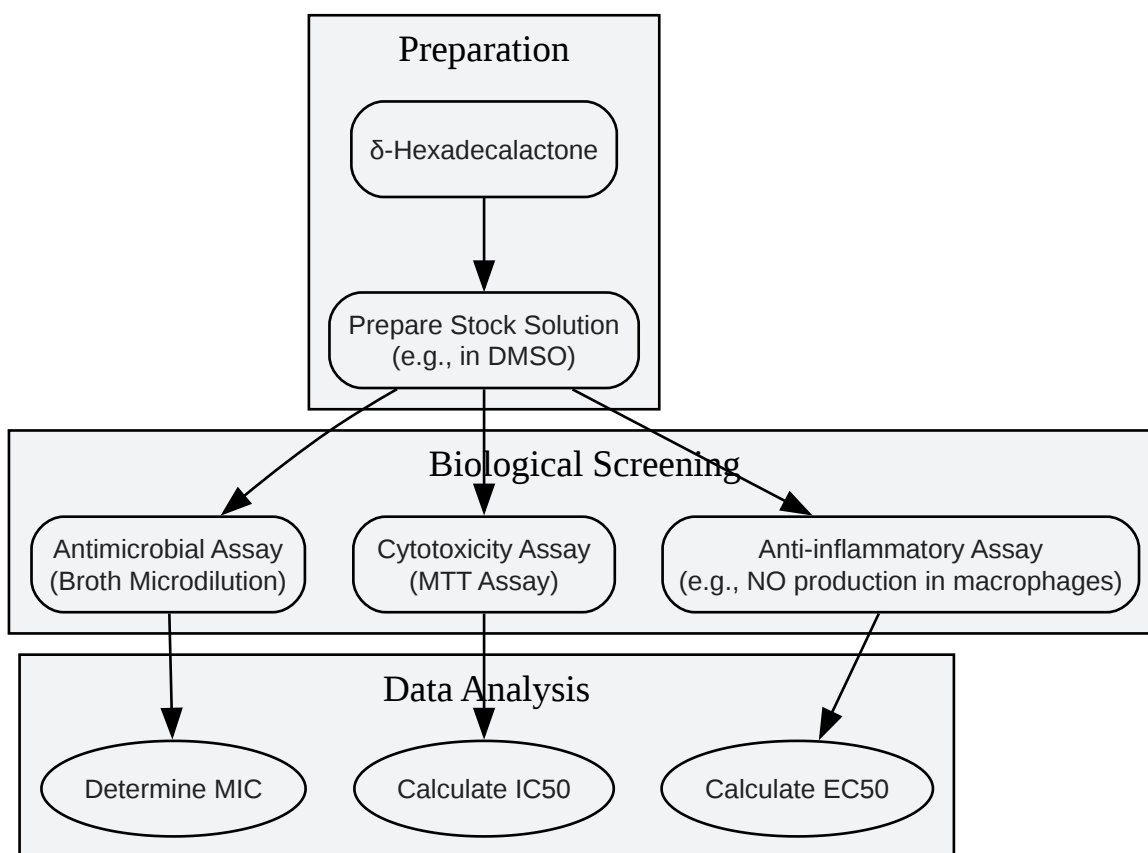 Preparation
δ-Hexadecalactone
Prepare Stock Solution
(e.g., in DMSO)
Biological Screening
Antimicrobial Assay
(Broth Microdilution)
Cytotoxicity Assay
(MTT Assay)
Anti-inflammatory Assay
(e.g., NO production in macrophages)
Data Analysis
Determine MIC
Calculate IC50
Calculate EC50